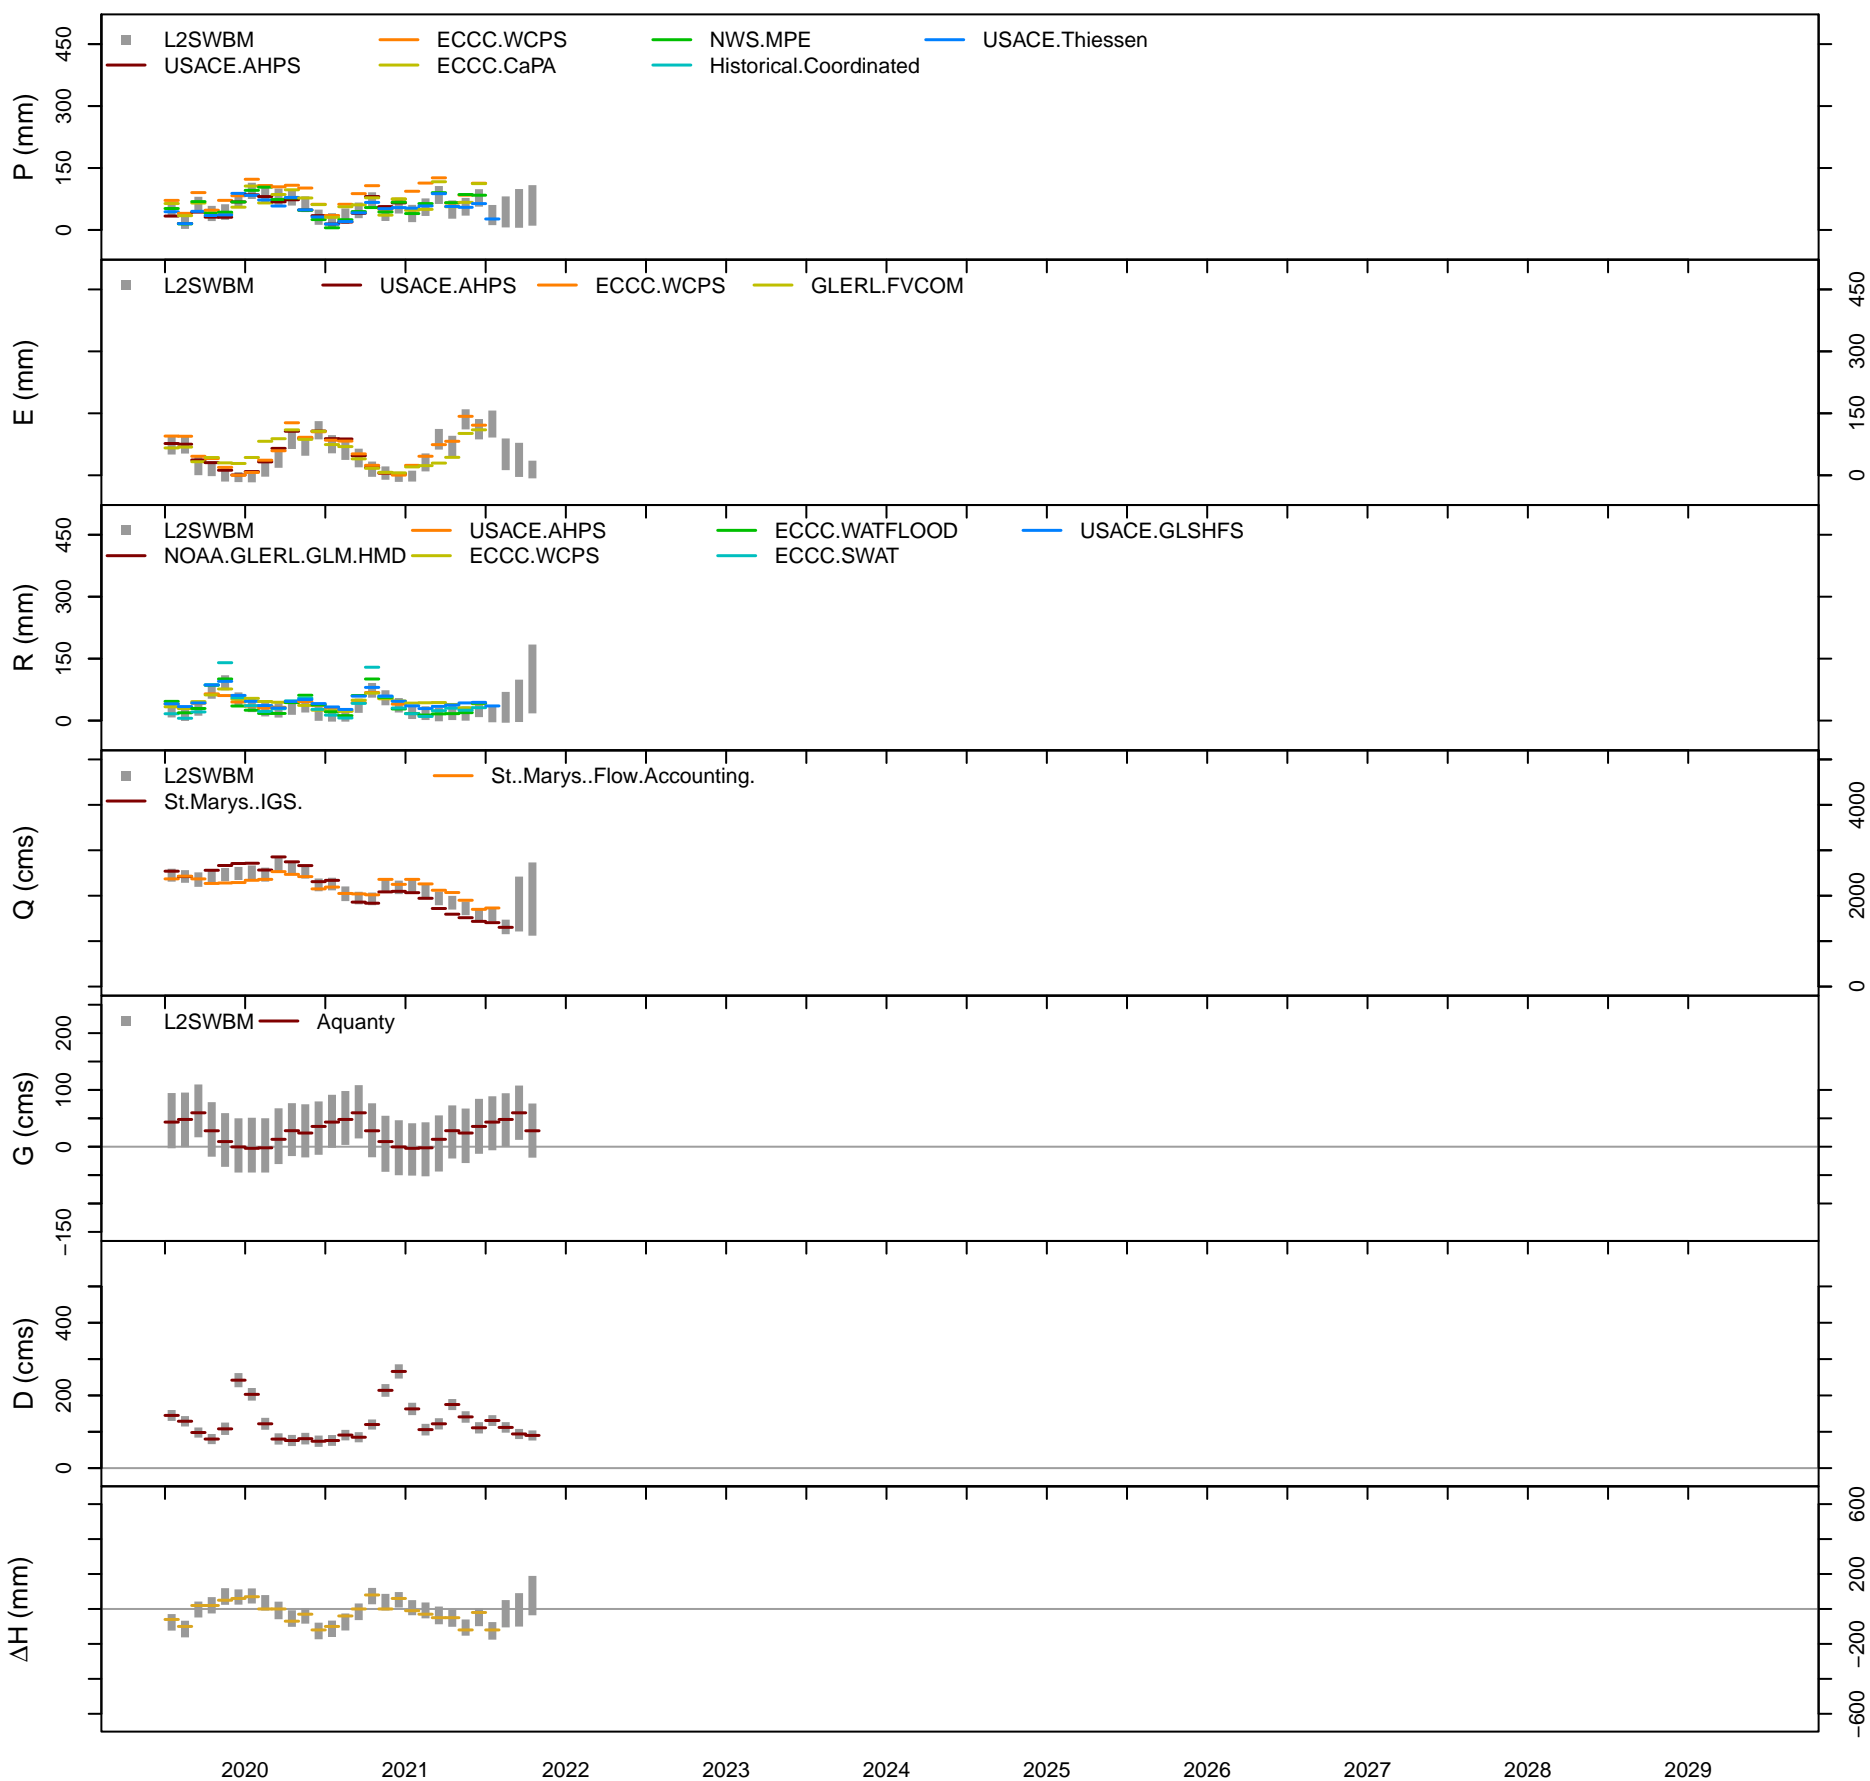 P (mm)
450
300
150
0
L2SWBM ECCC.WCPS NWS.MPE USACE.Thiessen
USACE.AHPS ECCC.CaPA Historical.Coordinated
E (mm)
L2SWBM USACE.AHPS ECCC.WCPS GLERL.FVCOM
450
300
150
0
R (mm)
450
300
150
0
L2SWBM USACE.AHPS ECCC.WATFLOOD USACE.GLSHFS
NOAA.GLERL.GLM.HMD ECCC.WCPS ECCC.SWAT
Q (cms)
L2SWBM St..Marys..Flow.Accounting.
St.Marys..IGS.
4000
2000
0
G (cms)
200
100
0
−150
L2SWBM Aquanty
D (cms)
400
200
0
ΔH (mm)
600
200
−200
−600
2020 2021 2022 2023 2024 2025 2026 2027 2028 2029